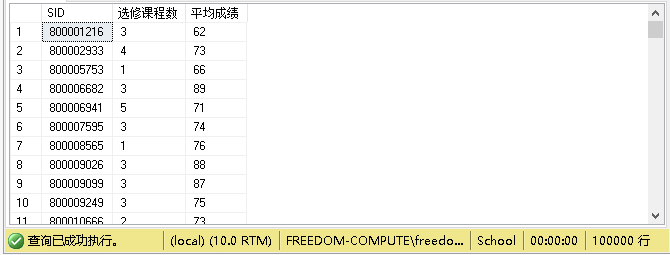 SID 选修课程数 平均成绩
1 800001216 3 62
2 800002933 4 73
3 800005753 1 66
4 800006682 3 89
5 800006941 5 71
6 800007595 3 74
7 800008565 1 76
8 800009026 3 88
9 800009099 3 87
10 800009249 3 75
11 800010666 2 73
查询已成功执行。 (local) (10.0 RTM) FREEDOM-COMPUTE\freedo... School 00:00:00 100000 行